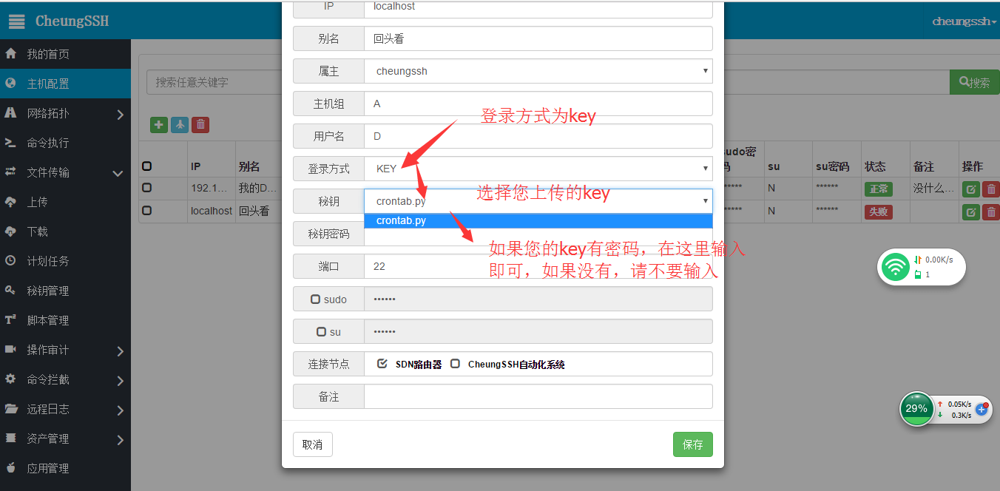 CheungSSH
cheungssh
我的首页
主机配置
网络拓扑
命令执行
文件传输
上传
下载
计划任务
秘钥管理
脚本管理
操作审计
命令拦截
远程日志
资产管理
应用管理
搜索任意关键字
搜索
IP
别名
192.1...
我的D...
localhost
回头看
IP
localhost
别名
回头看
属主
cheungssh
主机组
A
用户名
D
登录方式
KEY
秘钥
crontab.py
crontab.py
秘钥密码
端口
22
sudo
••••••
su
••••••
连接节点
SDN路由器
CheungSSH自动化系统
备注
取消
保存
登录方式为key
选择您上传的key
如果您的key有密码，在这里输入
即可，如果没有，请不要输入
sudo密码
su
su密码
状态
备注
操作
******
N
******
正常
没什么...
******
N
******
失败
0.00K/s
1
29%
0.05K/s
0.3K/s